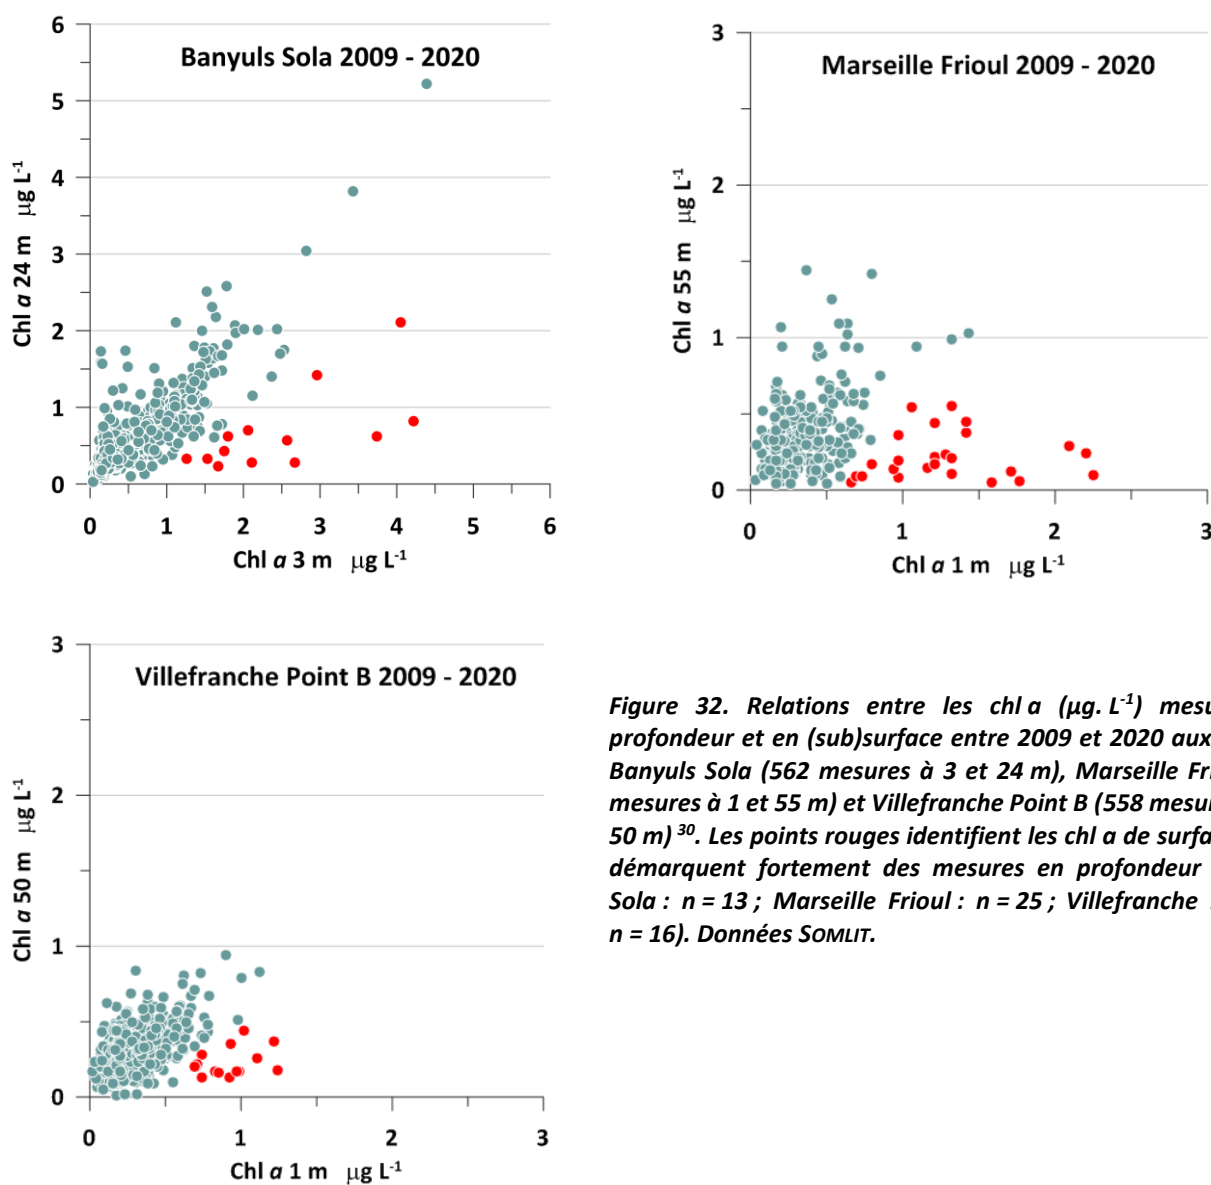 Banyuls Sola 2009 - 2020
6
5
4
3
2
1
0
Chl a 24 m µg L-1
0 1 2 3 4 5 6
Chl a 3 m µg L-1
Marseille Frioul 2009 - 2020
3
2
1
0
Chl a 55 m µg L-1
0 1 2 3
Chl a 1 m µg L-1
Villefranche Point B 2009 - 2020
3
2
1
0
Chl a 50 m µg L-1
0 1 2 3
Chl a 1 m µg L-1
Figure 32. Relations entre les chl a (µg. L-1) mesu
profondeur et en (sub)surface entre 2009 et 2020 aux
Banyuls Sola (562 mesures à 3 et 24 m), Marseille Fri
mesures à 1 et 55 m) et Villefranche Point B (558 mesur
50 m) 30. Les points rouges identifient les chl a de surfa
démarquent fortement des mesures en profondeur
Sola : n = 13 ; Marseille Frioul : n = 25 ; Villefranche
n = 16). Données SOMLIT.